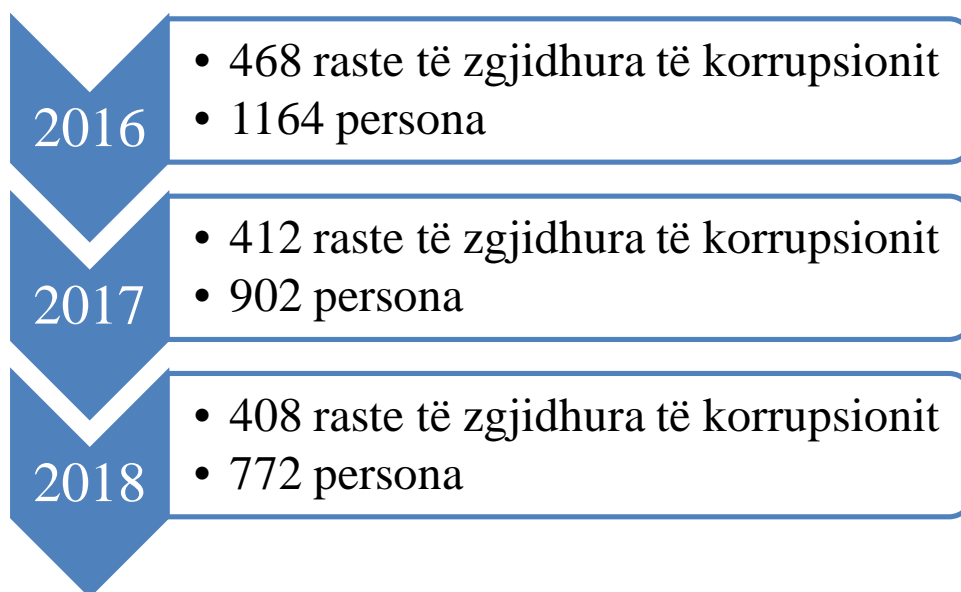 2016
• 468 raste të zgjidhura të korrupsionit
• 1164 persona
2017
• 412 raste të zgjidhura të korrupsionit
• 902 persona
2018
• 408 raste të zgjidhura të korrupsionit
• 772 persona